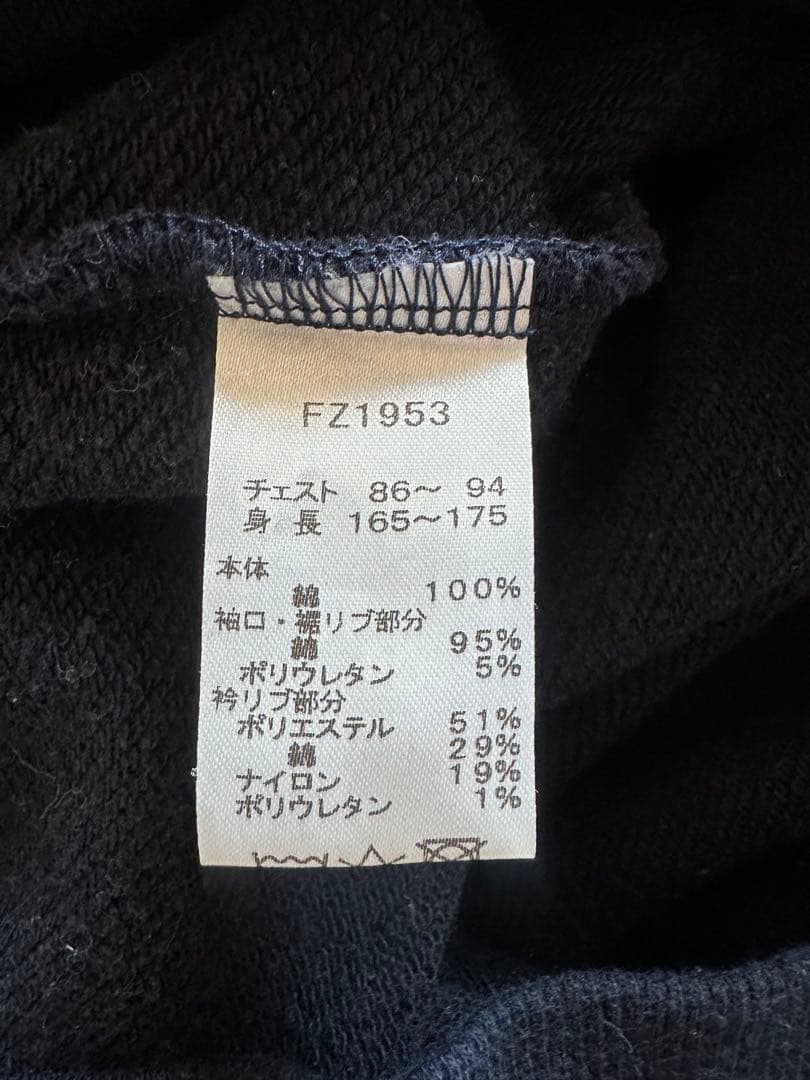 FZ1953
チェスト 86～ 94
身 長 165～175
本体
綿 100%
袖口・裾リブ部分
綿 95%
ポリウレタン 5%
衿リブ部分
ポリエステル 51%
綿 29%
ナイロン 19%
ポリウレタン 1%